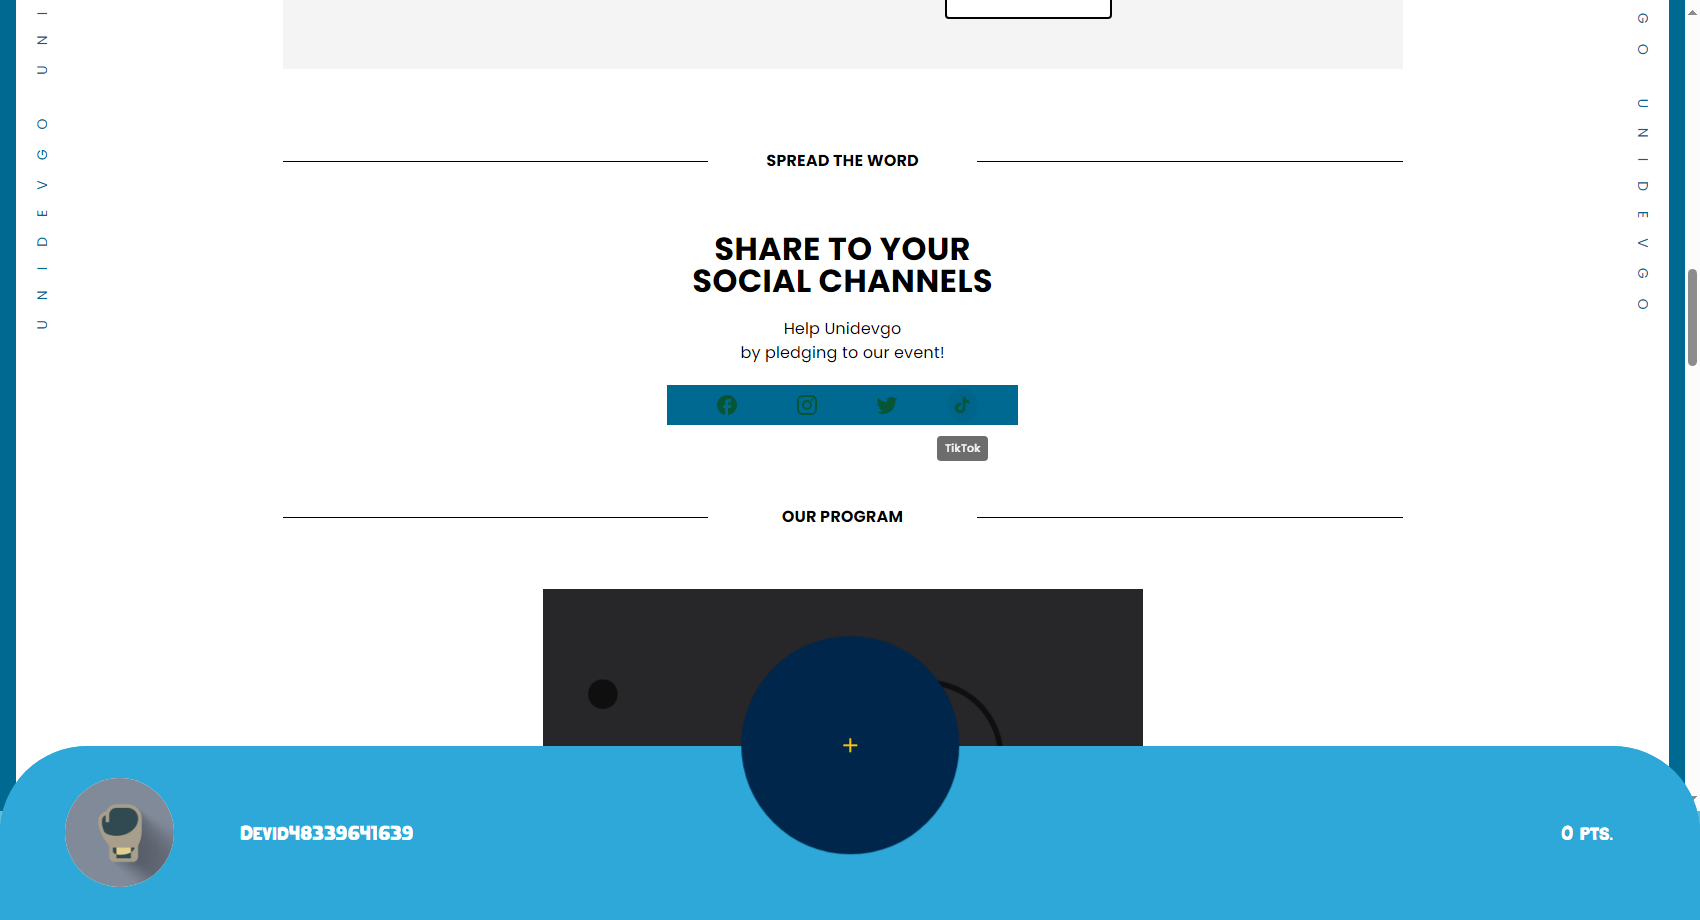 UNI
UNIDEVGO
GO
UNIDEVGO
SPREAD THE WORD
SHARE TO YOUR
SOCIAL CHANNELS
Help Unidevgo
by pledging to our event!
TikTok
OUR PROGRAM
+
Devid48339641639
0 pts.